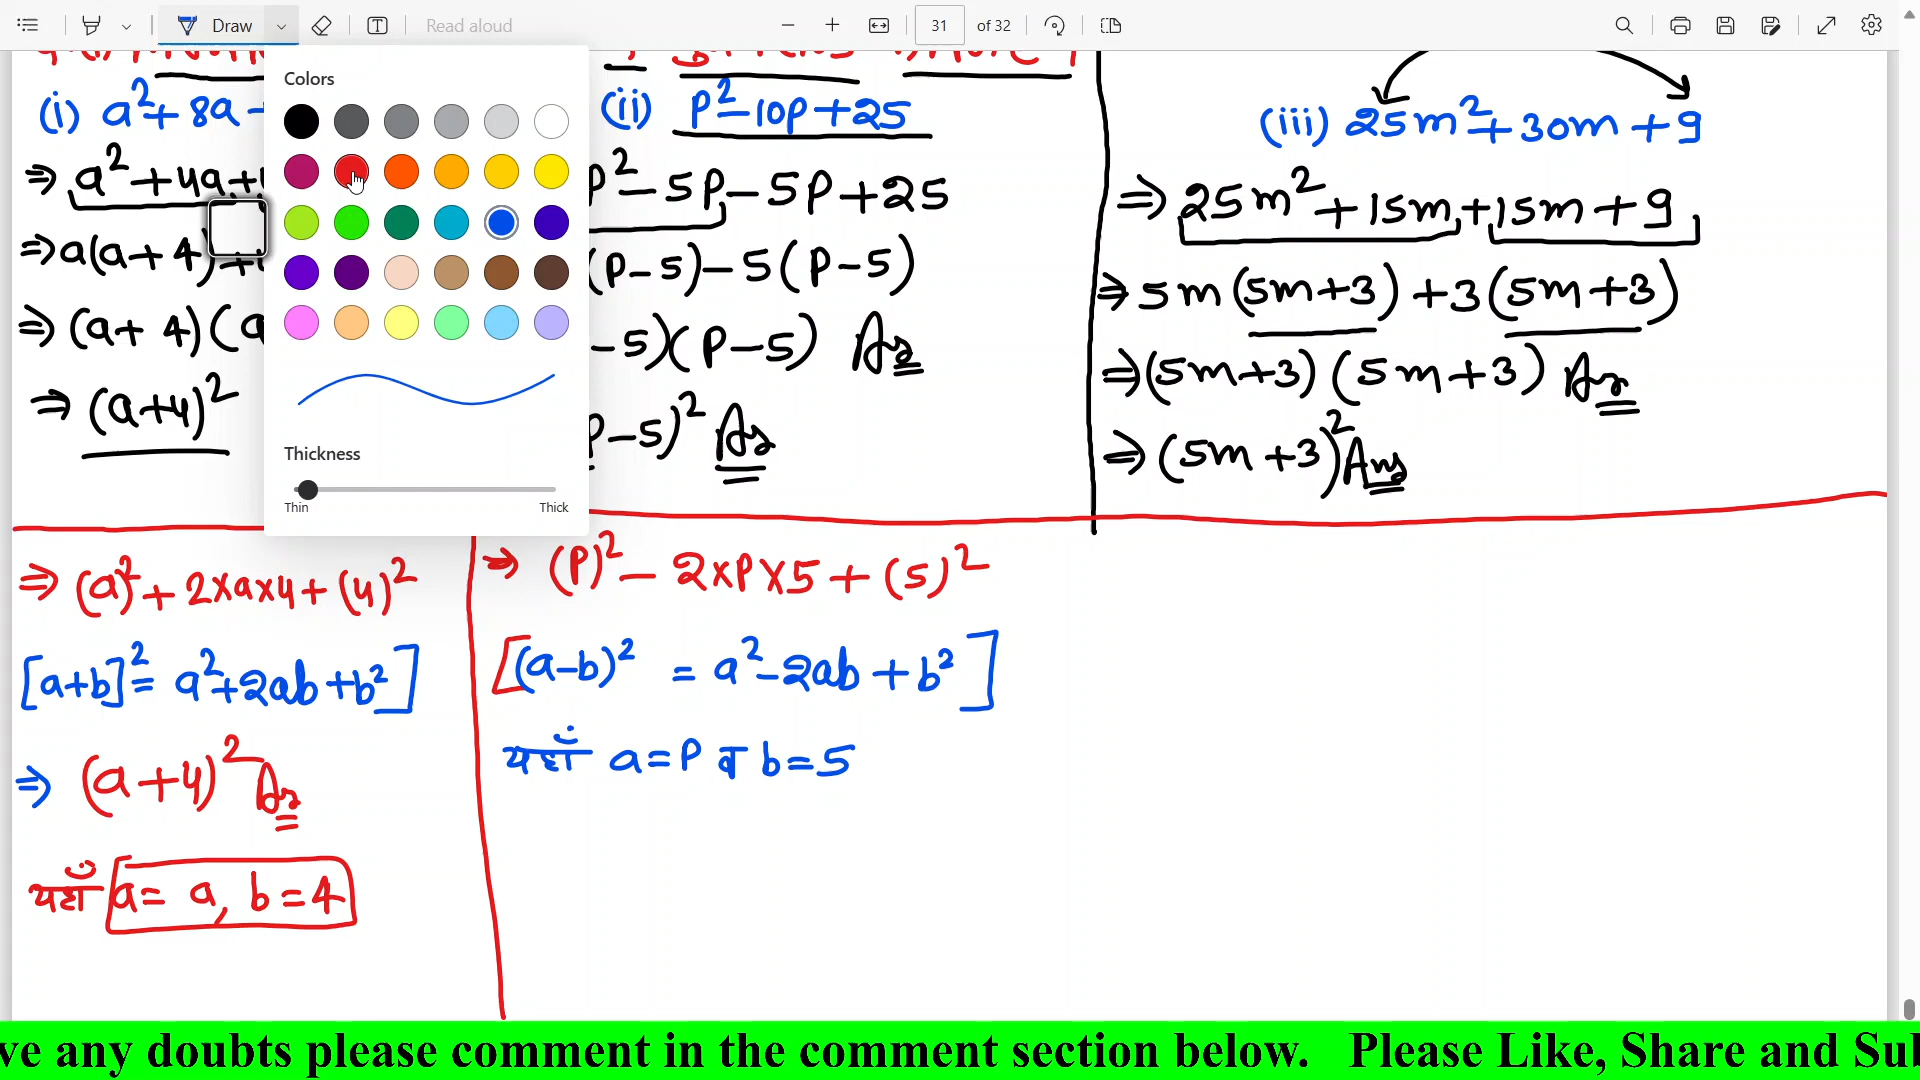 Draw
Read aloud
31 of 32
Colors
Thickness
Thin Thick
(i) a²+8a
⇒ a²+4a+
⇒a(a+4)+
⇒(a+4)(a
⇒ (a+4)²
(ii) P²-10P+25
P²-5P-5P+25
(P-5)-5(P-5)
-5)(P-5) Ans
P-5)² Ans
(iii) 25m²+30m+9
⇒ 25m²+15m+15m+9
⇒5m(5m+3)+3(5m+3)
⇒(5m+3)(5m+3) Ans
⇒(5m+3)² Ans
⇒ (a)²+2×a×4+(4)²
[a+b]²= a²+2ab+b²]
⇒ (a+4)² Ans
यहाँ a= a, b=4
⇒ (P)²-2×P×5+(5)²
[(a-b)² = a²-2ab+b²]
यहाँ a=P व b=5
ve any doubts please comment in the comment section below. Please Like, Share and Su